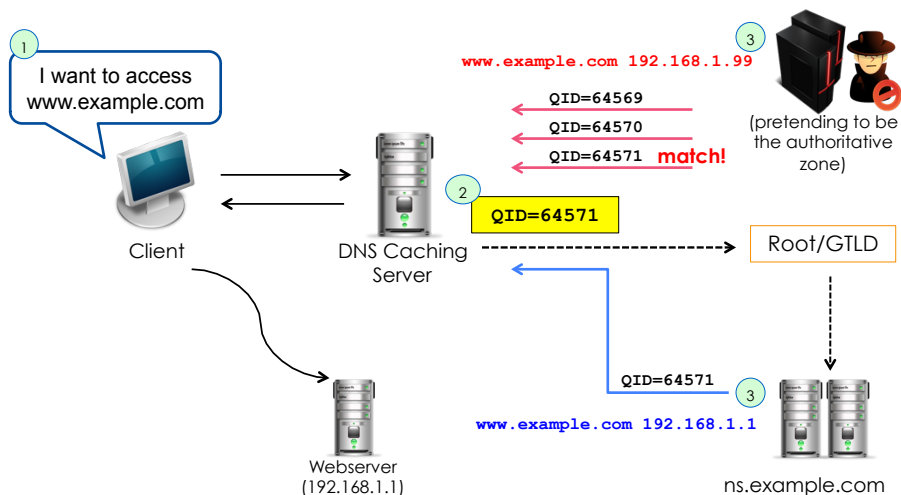 1
I want to access
www.example.com
3
www.example.com 192.168.1.99
QID=64569
QID=64570
QID=64571 match!
(pretending to be
the authoritative
zone)
2
QID=64571
Client
DNS Caching
Server
Root/GTLD
QID=64571
3
www.example.com 192.168.1.1
Webserver
(192.168.1.1)
ns.example.com